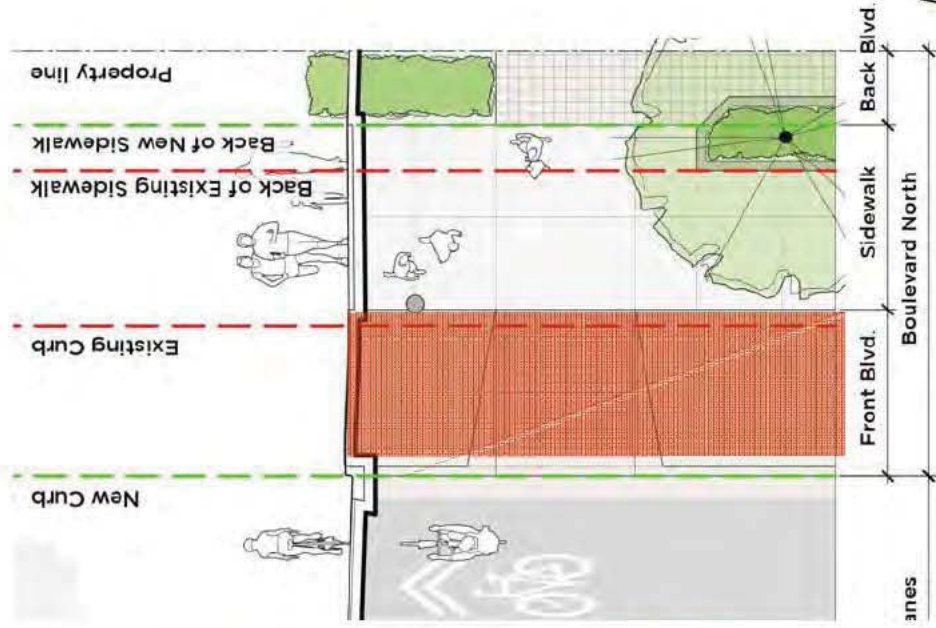 Property line
Back of New Sidewalk
Back of Existing Sidewalk
Existing Curb
New Curb
Back Blvd.
Sidewalk
Front Blvd.
Boulevard North
anes